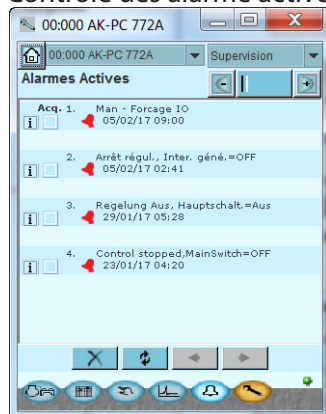 Contrôle des alarme active
00:000 AK-PC 772A
00:000 AK-PC 772A
Supervision
Alarmes Actives
Acq. 1. Man - Forcage IO
05/02/17 09:00
2. Arrêt régul., Inter. géné.=OFF
05/02/17 02:41
3. Regelung Aus, Hauptschalt.=Aus
29/01/17 05:28
4. Control stopped,MainSwitch=OFF
23/01/17 04:20